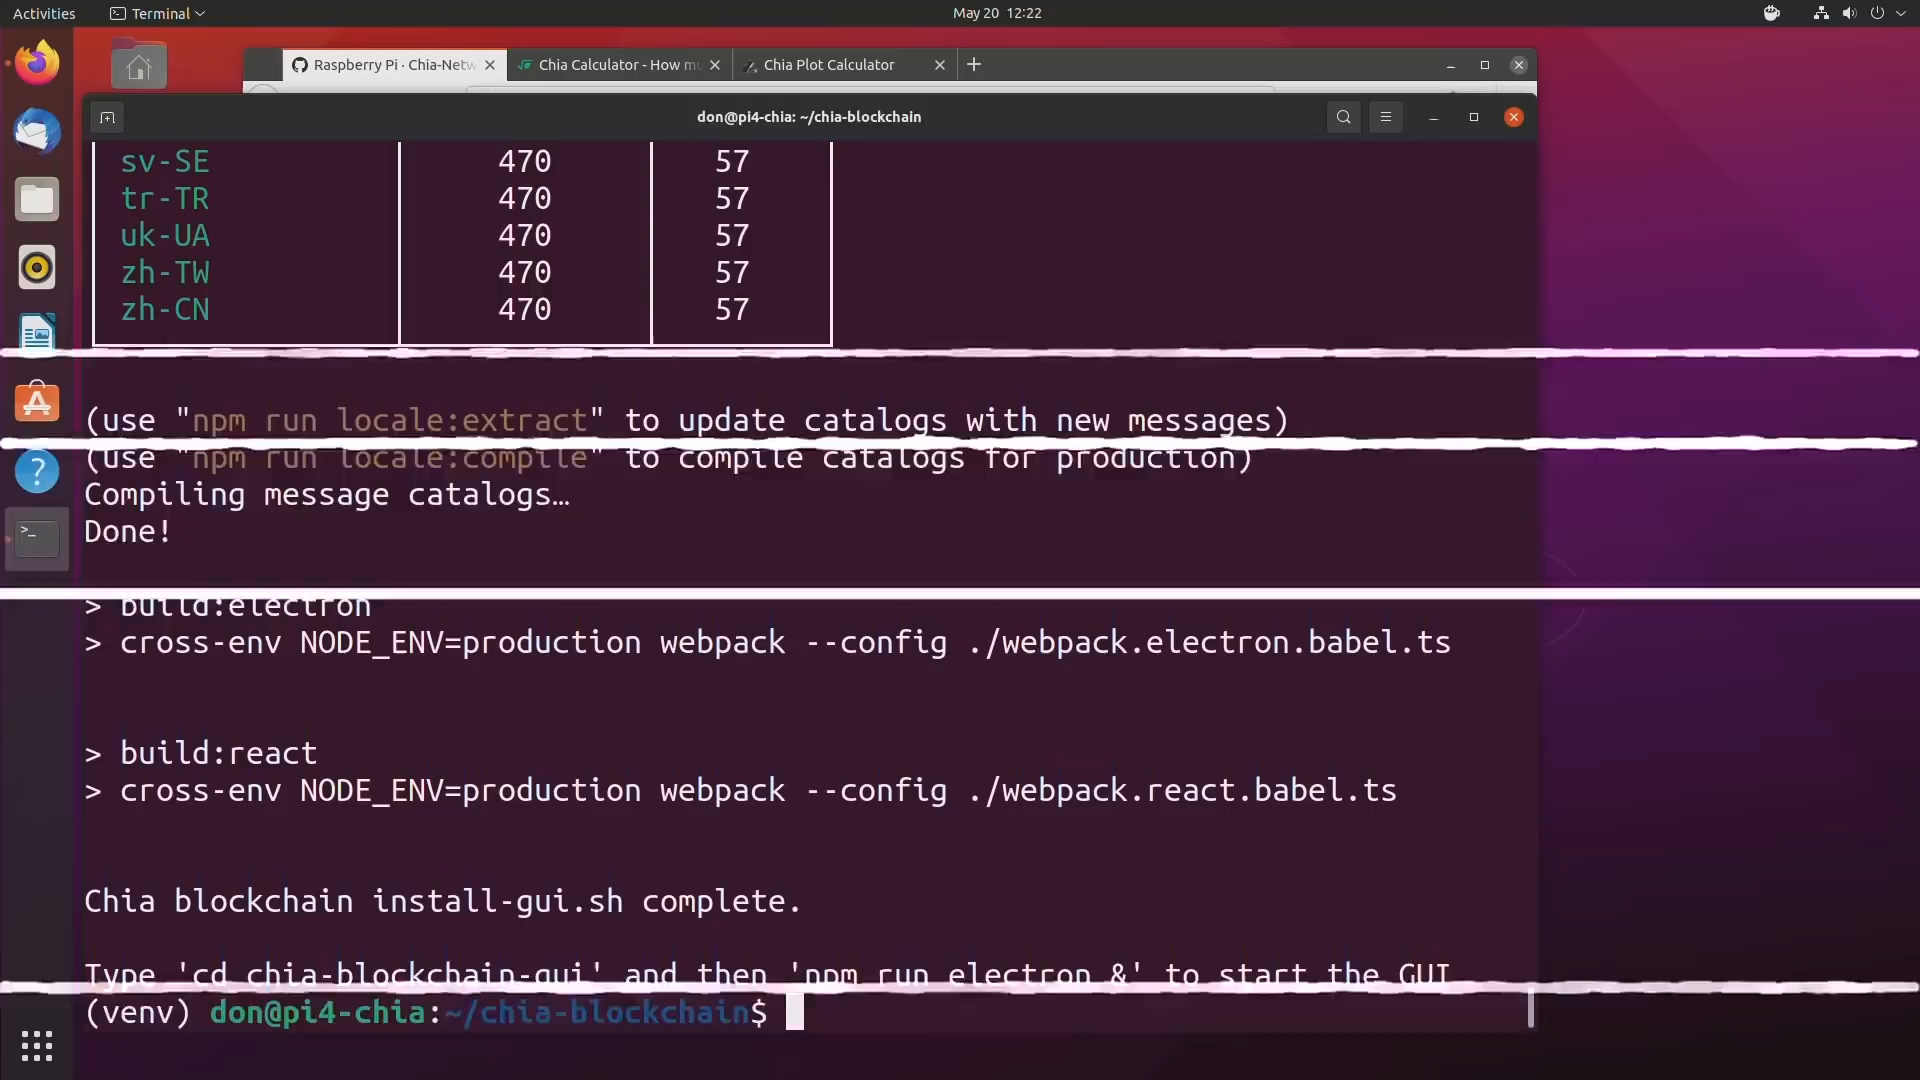 Activities
Terminal
May 20 12:22
Raspberry Pi · Chia-Netw
Chia Calculator - How mu
Chia Plot Calculator
don@pi4-chia: ~/chia-blockchain
sv-SE 470 57
tr-TR 470 57
uk-UA 470 57
zh-TW 470 57
zh-CN 470 57
(use "npm run locale:extract" to update catalogs with new messages)
(use "npm run locale:compile" to compile catalogs for production)
Compiling message catalogs…
Done!
> build:electron
> cross-env NODE_ENV=production webpack --config ./webpack.electron.babel.ts
> build:react
> cross-env NODE_ENV=production webpack --config ./webpack.react.babel.ts
Chia blockchain install-gui.sh complete.
Type 'cd chia-blockchain-gui' and then 'npm run electron &' to start the GUI
(venv) don@pi4-chia:~/chia-blockchain$